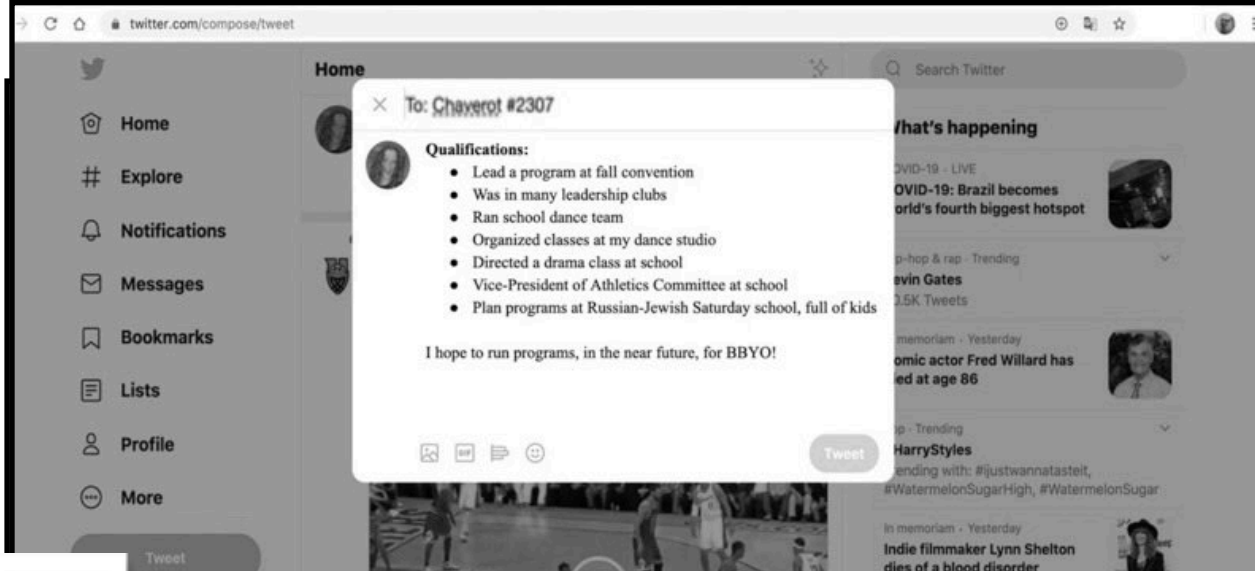 twitter.com/compose/tweet
Home
Search Twitter
To: Chaverot #2307
Home
Explore
Notifications
Messages
Bookmarks
Lists
Profile
More
Tweet
Qualifications:
● Lead a program at fall convention
● Was in many leadership clubs
● Ran school dance team
● Organized classes at my dance studio
● Directed a drama class at school
● Vice-President of Athletics Committee at school
● Plan programs at Russian-Jewish Saturday school, full of kids
I hope to run programs, in the near future, for BBYO!
GIF
Tweet
hat's happening
OVID-19 - LIVE
OVID-19: Brazil becomes
orld's fourth biggest hotspot
p-hop & rap · Trending
evin Gates
0.5K Tweets
memoriam · Yesterday
omic actor Fred Willard has
ied at age 86
op · Trending
HarryStyles
ending with: #ijustwannatasteit,
#WatermelonSugarHigh, #WatermelonSugar
In memoriam · Yesterday
Indie filmmaker Lynn Shelton
dies of a blood disorder